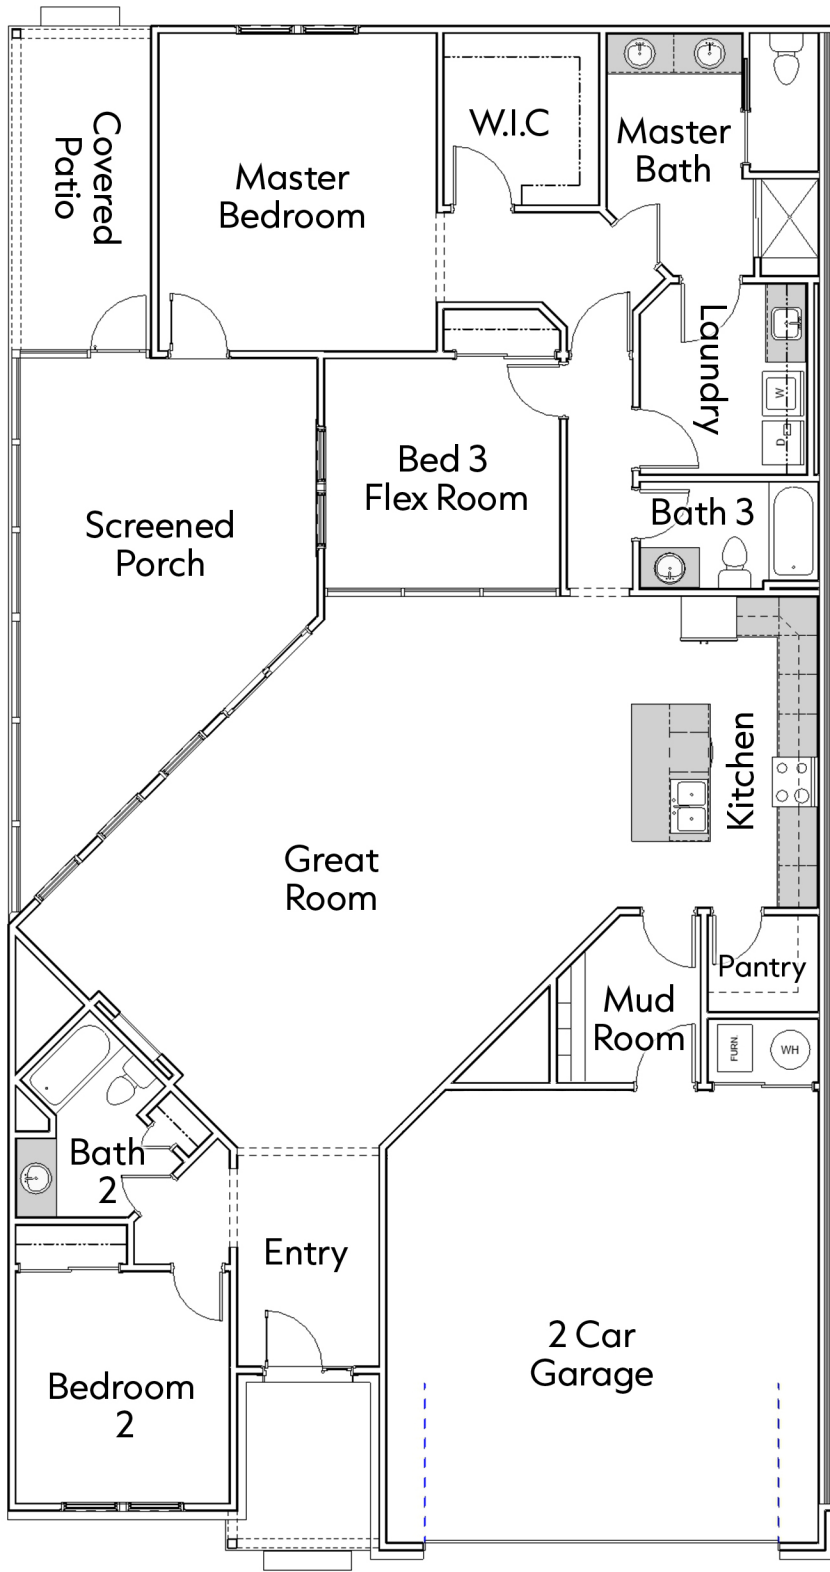 Covered
Patio
Master
Bedroom
W.I.C
Master
Bath
Laundry
W
D
Bed 3
Flex Room
Screened
Porch
Bath 3
Kitchen
Great
Room
Pantry
Mud
Room
FURN.
WH
Bath
2
Entry
2 Car
Garage
Bedroom
2